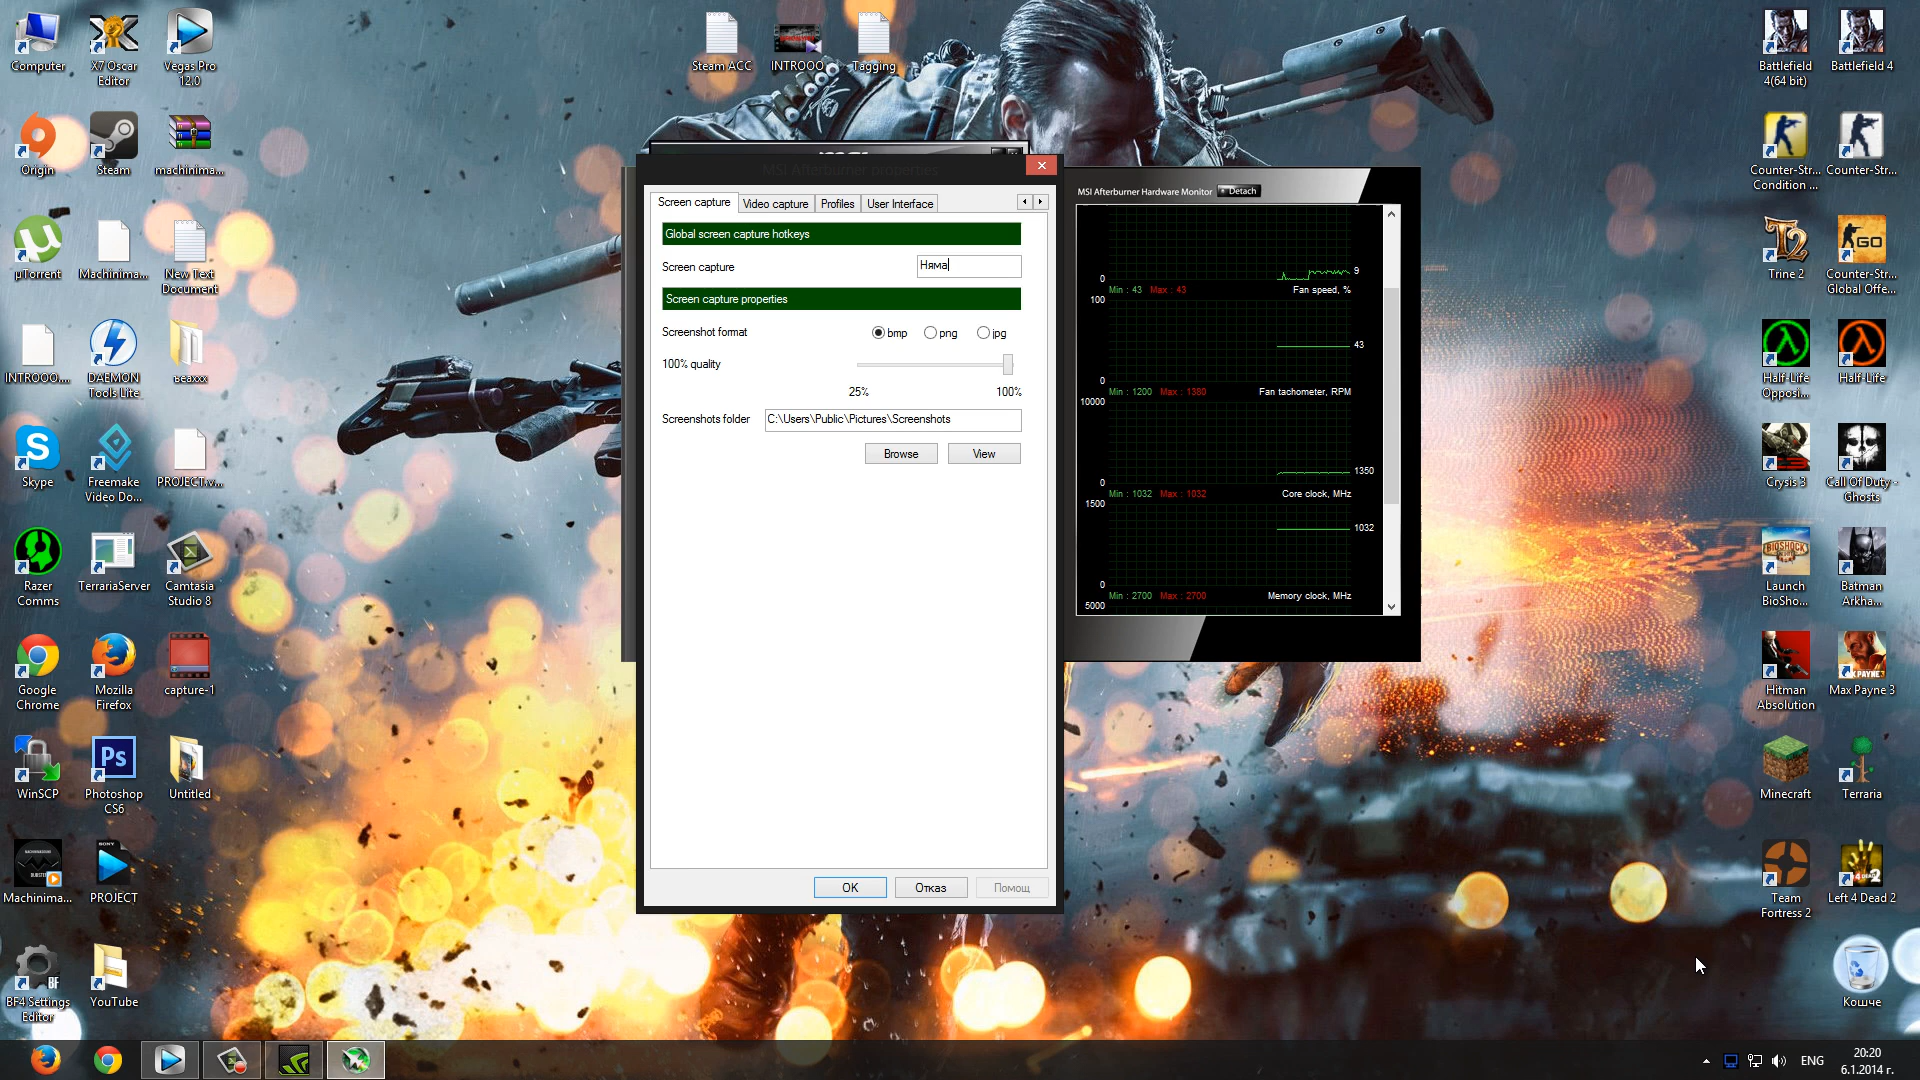 Computer
X7 Oscar
Editor
Vegas Pro
12.0
Steam ACC
INTROOO
Tagging
Battlefield
4(64 bit)
Battlefield 4
Origin
Steam
machinima...
Counter-Str...
Condition ...
Counter-Str...
µTorrent
Machinima...
New Text
Document
Trine 2
Counter-Str...
Global Offe...
INTROOO....
DAEMON
Tools Lite
веаххх
Half-Life
Opposi...
Half-Life
Skype
Freemake
Video Do...
PROJECT.v...
Crysis 3
Call Of Duty -
Ghosts
Razer
Comms
TerrariaServer
Camtasia
Studio 8
Launch
BioSho...
Batman
Arkha...
Google
Chrome
Mozilla
Firefox
capture-1
Hitman
Absolution
Max Payne 3
WinSCP
Photoshop
CS6
Untitled
Minecraft
Terraria
Machinima...
PROJECT
Team
Fortress 2
Left 4 Dead 2
BF4 Settings
Editor
YouTube
Кошче
MSI Afterburner properties
Screen capture
Video capture
Profiles
User Interface
Global screen capture hotkeys
Screen capture
Няма
Screen capture properties
Screenshot format
bmp
png
jpg
100% quality
25%
100%
Screenshots folder
C:\Users\Public\Pictures\Screenshots
Browse
View
OK
Отказ
Помощ
MSI Afterburner Hardware Monitor
Detach
0
9
Min : 43 Max : 43
Fan speed, %
100
43
0
Min : 1200 Max : 1380
Fan tachometer, RPM
10000
1350
0
Min : 1032 Max : 1032
Core clock, MHz
1500
1032
0
Min : 2700 Max : 2700
Memory clock, MHz
5000
ENG
20:20
6.1.2014 г.